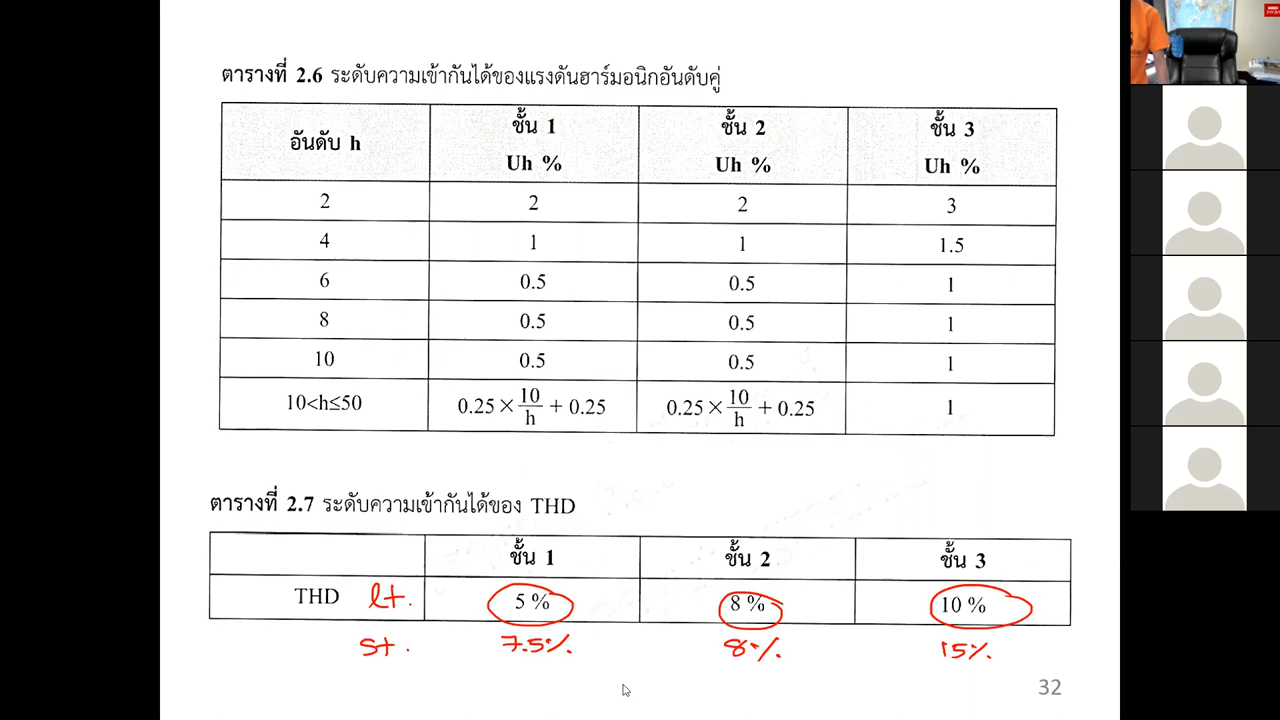 ตารางที่ 2.6 ระดับความเข้ากันได้ของแรงดันฮาร์มอนิกอันดับคู่
อันดับ h ชั้น 1 Uh % ชั้น 2 Uh % ชั้น 3 Uh %
2 2 2 3
4 1 1 1.5
6 0.5 0.5 1
8 0.5 0.5 1
10 0.5 0.5 1
10<h≤50 0.25 × 10/h + 0.25 0.25 × 10/h + 0.25 1
ตารางที่ 2.7 ระดับความเข้ากันได้ของ THD
ชั้น 1 ชั้น 2 ชั้น 3
THD lt. 5 % 8 % 10 %
st. 7.5% 8% 15%
32